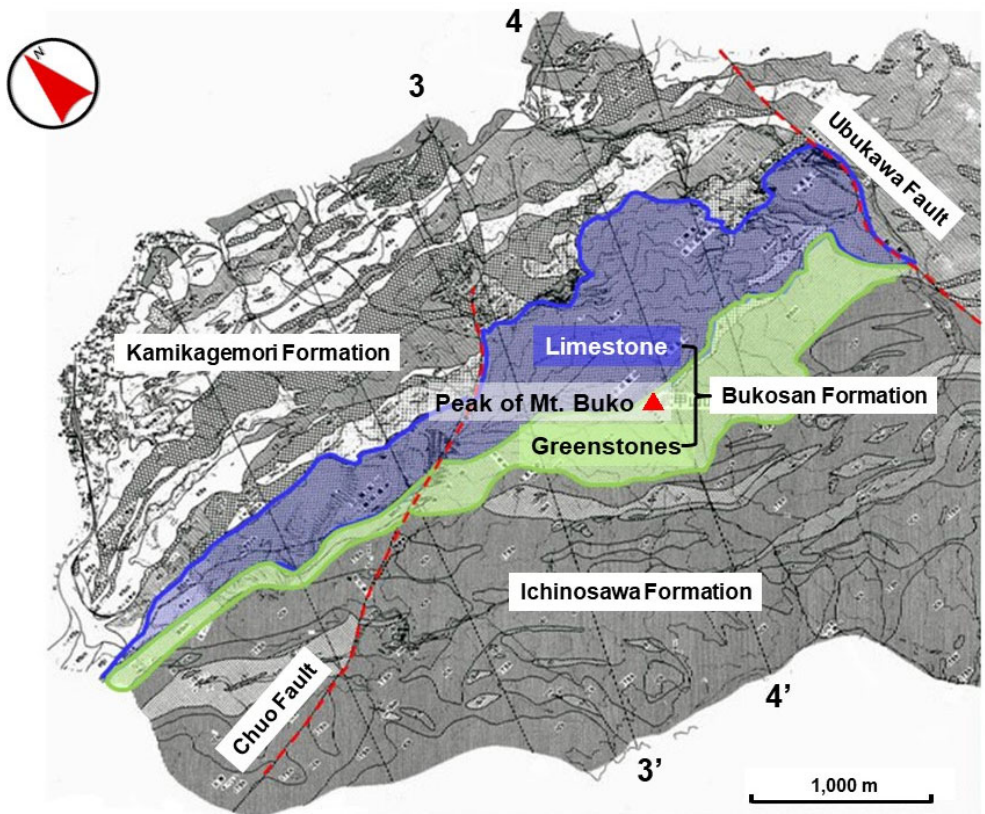 4
N
3
Ubukawa Fault
Kamikagemori Formation
Limestone
Peak of Mt. Buko
Bukosan Formation
Greenstones
Ichinosawa Formation
Chuo Fault
4’
3’
1,000 m